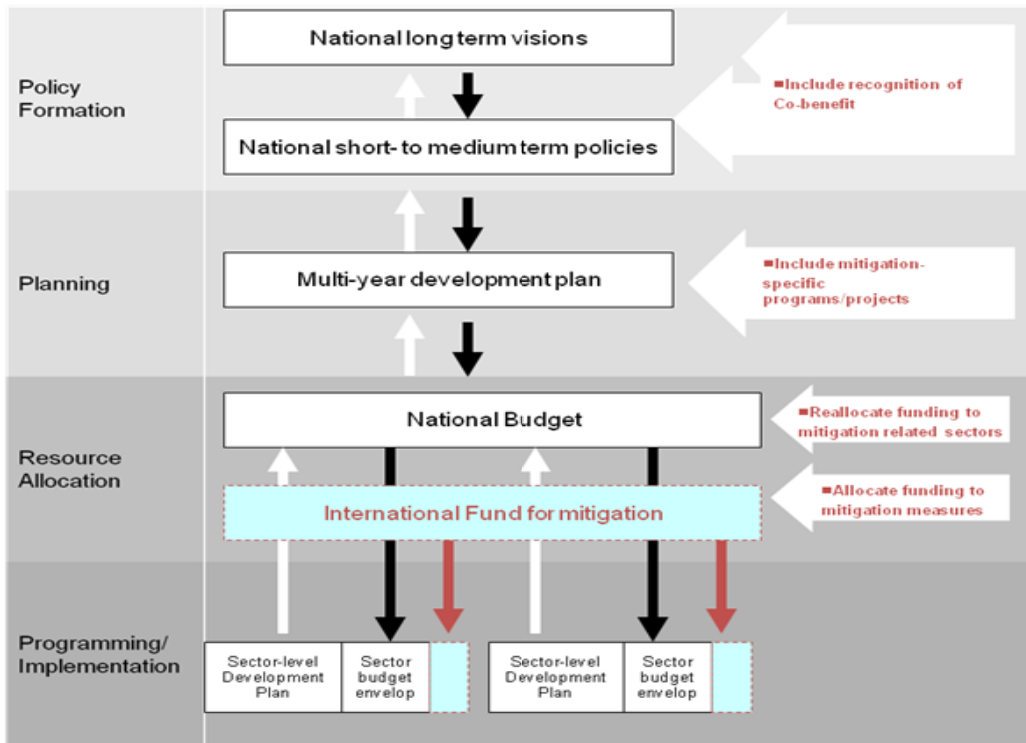 Policy
Formation
National long term visions
National short- to medium term policies
■Include recognition of
Co-benefit
Planning
Multi-year development plan
■Include mitigation-
specific
programs/projects
Resource
Allocation
National Budget
International Fund for mitigation
■Reallocate funding to
mitigation related sectors
■Allocate funding to
mitigation measures
Programming/
Implementation
Sector-level
Development
Plan
Sector
budget
envelop
Sector-level
Development
Plan
Sector
budget
envelop